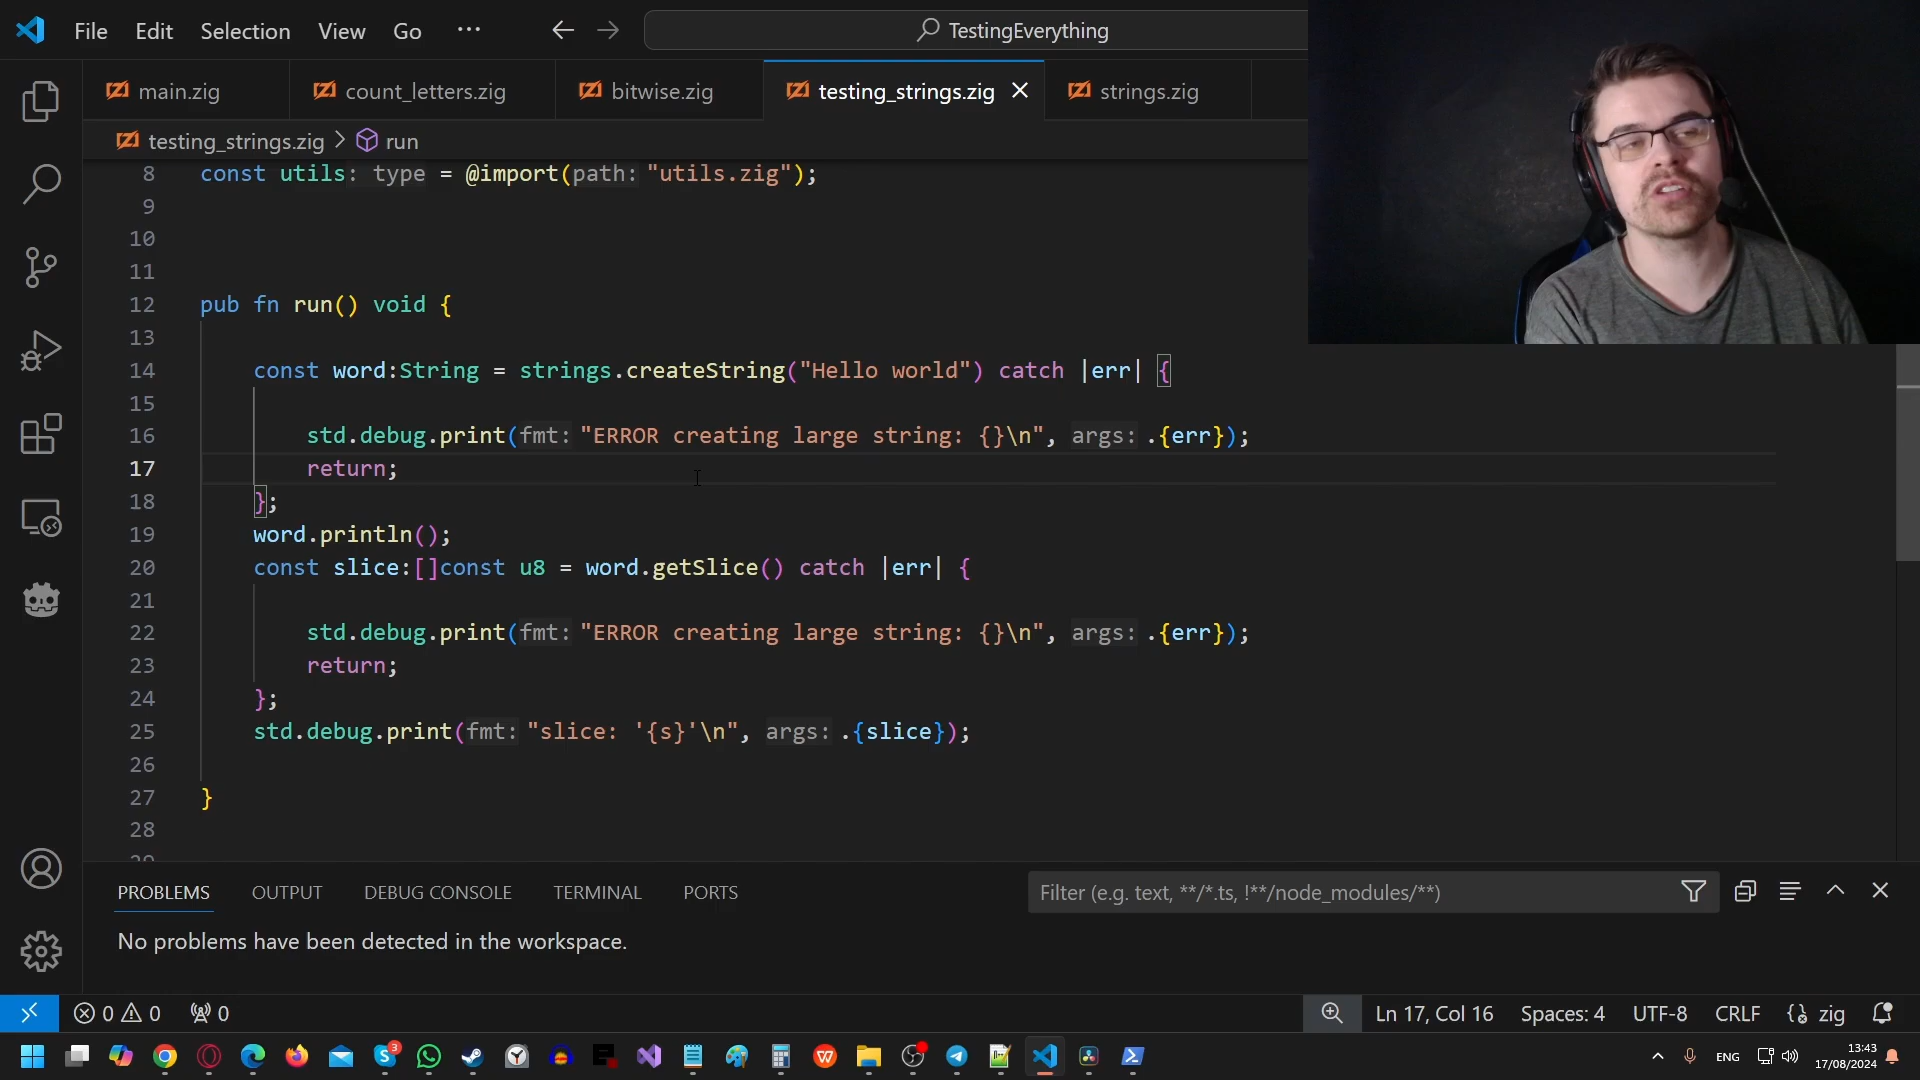 File Edit Selection View Go ··· TestingEverything
main.zig count_letters.zig bitwise.zig testing_strings.zig strings.zig
testing_strings.zig > run
8 const utils: type = @import(path: "utils.zig");
9
10
11
12 pub fn run() void {
13
14 const word:String = strings.createString("Hello world") catch |err| {
15
16 std.debug.print(fmt: "ERROR creating large string: {}\n", args: .{err});
17 return;
18 };
19 word.println();
20 const slice:[]const u8 = word.getSlice() catch |err| {
21
22 std.debug.print(fmt: "ERROR creating large string: {}\n", args: .{err});
23 return;
24 };
25 std.debug.print(fmt: "slice: '{s}'\n", args: .{slice});
26
27 }
28
PROBLEMS OUTPUT DEBUG CONSOLE TERMINAL PORTS Filter (e.g. text, **/*.ts, !**/node_modules/**)
No problems have been detected in the workspace.
0 0 0 Ln 17, Col 16 Spaces: 4 UTF-8 CRLF zig
3 ENG 13:43
17/08/2024